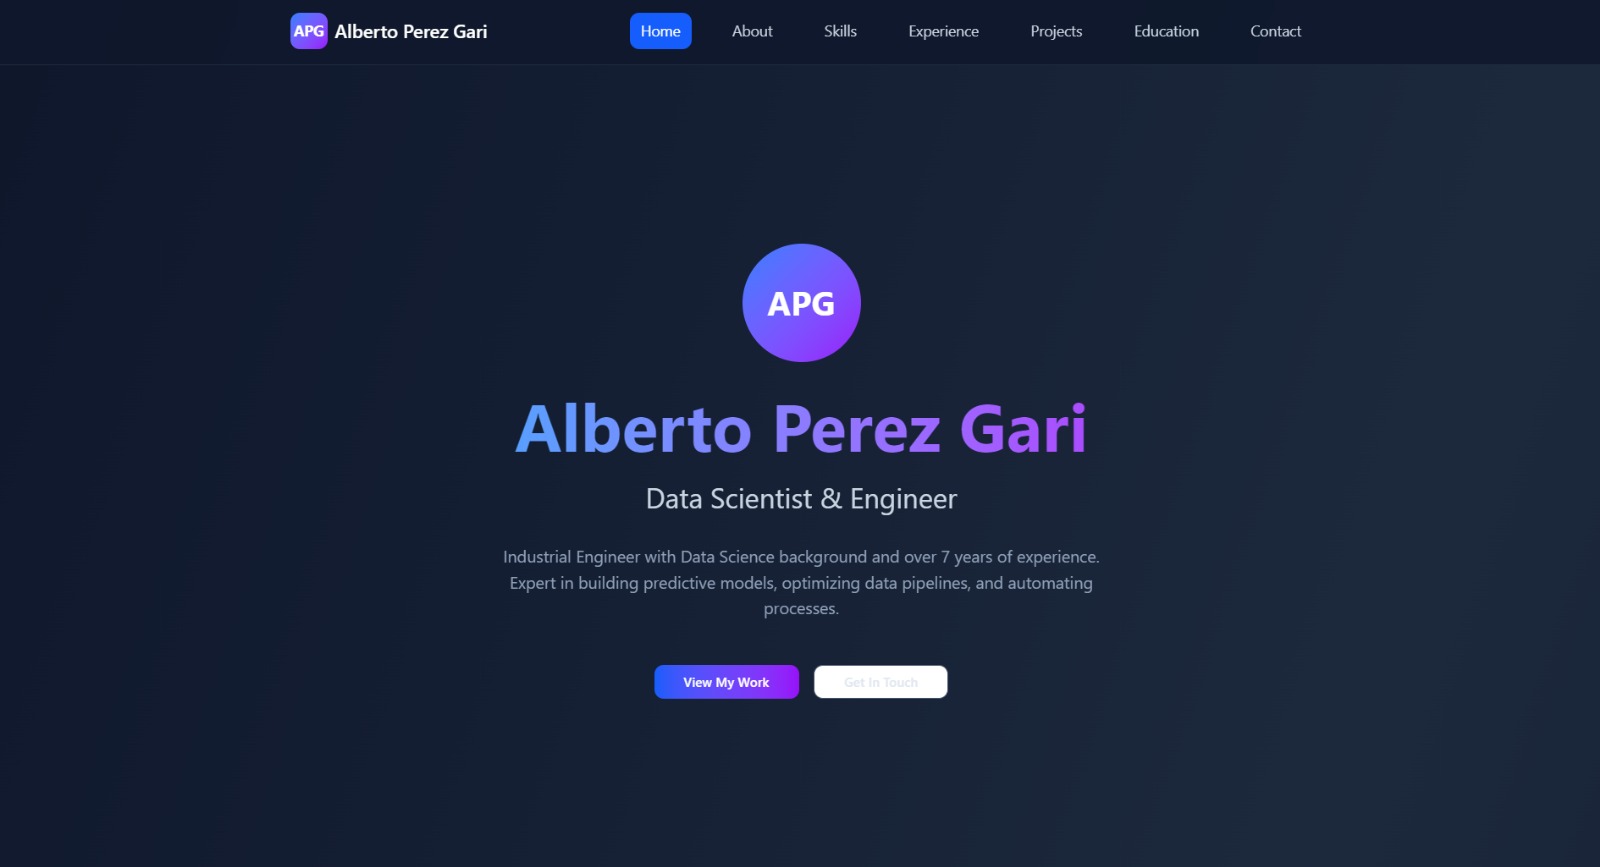 APG Alberto Perez Gari Home About Skills Experience Projects Education Contact
APG
Alberto Perez Gari
Data Scientist & Engineer
Industrial Engineer with Data Science background and over 7 years of experience.
Expert in building predictive models, optimizing data pipelines, and automating
processes.
View My Work Get In Touch